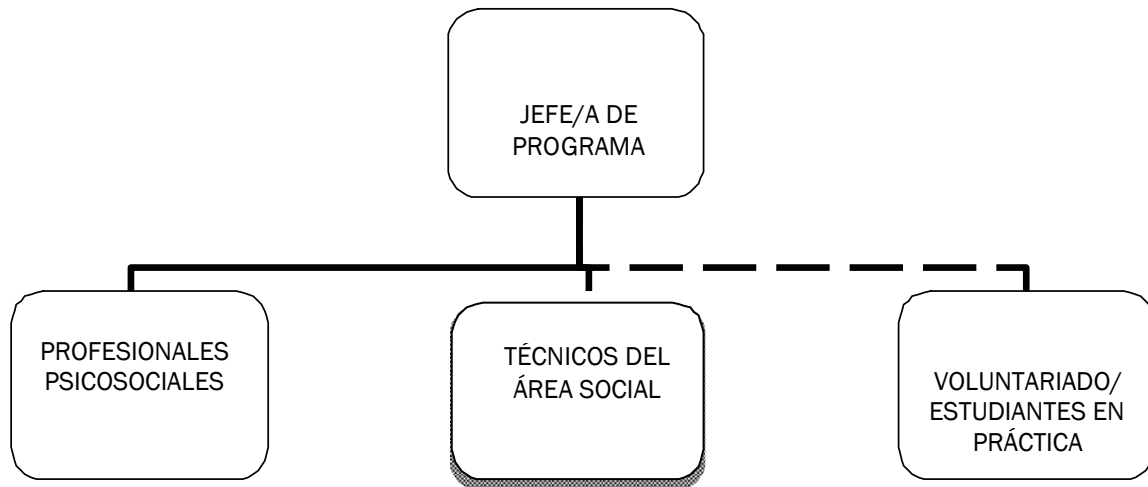 JEFE/A DE
PROGRAMA
PROFESIONALES
PSICOSOCIALES
TÉCNICOS DEL
ÁREA SOCIAL
VOLUNTARIADO/
ESTUDIANTES EN
PRÁCTICA